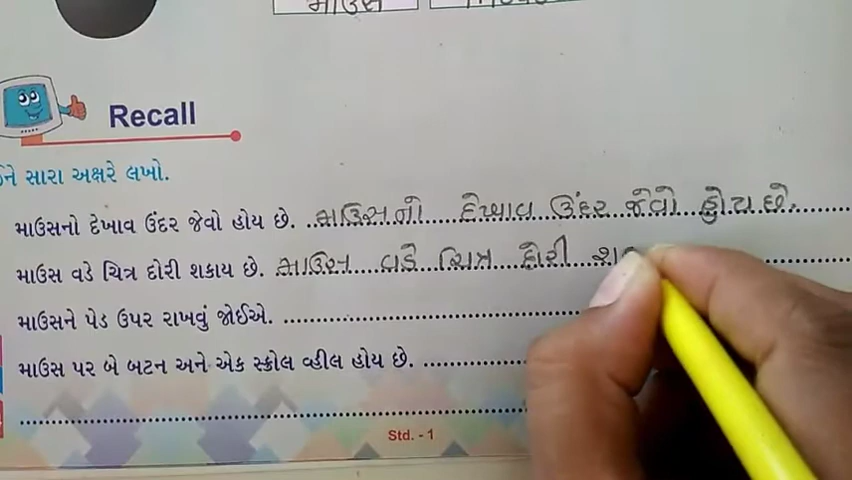 માઉસ
Recall
સારા અક્ષરે લખો.
માઉસનો દેખાવ ઉંદર જેવો હોય છે. માઉસનો દેખાવ ઉંદર જેવો હોય છે.
માઉસ વડે ચિત્ર દોરી શકાય છે. માઉસ વડે ચિત્ર દોરી
માઉસને પેડ ઉપર રાખવું જોઈએ.
માઉસ પર બે બટન અને એક સ્ક્રોલ વ્હીલ હોય છે.
Std. - 1